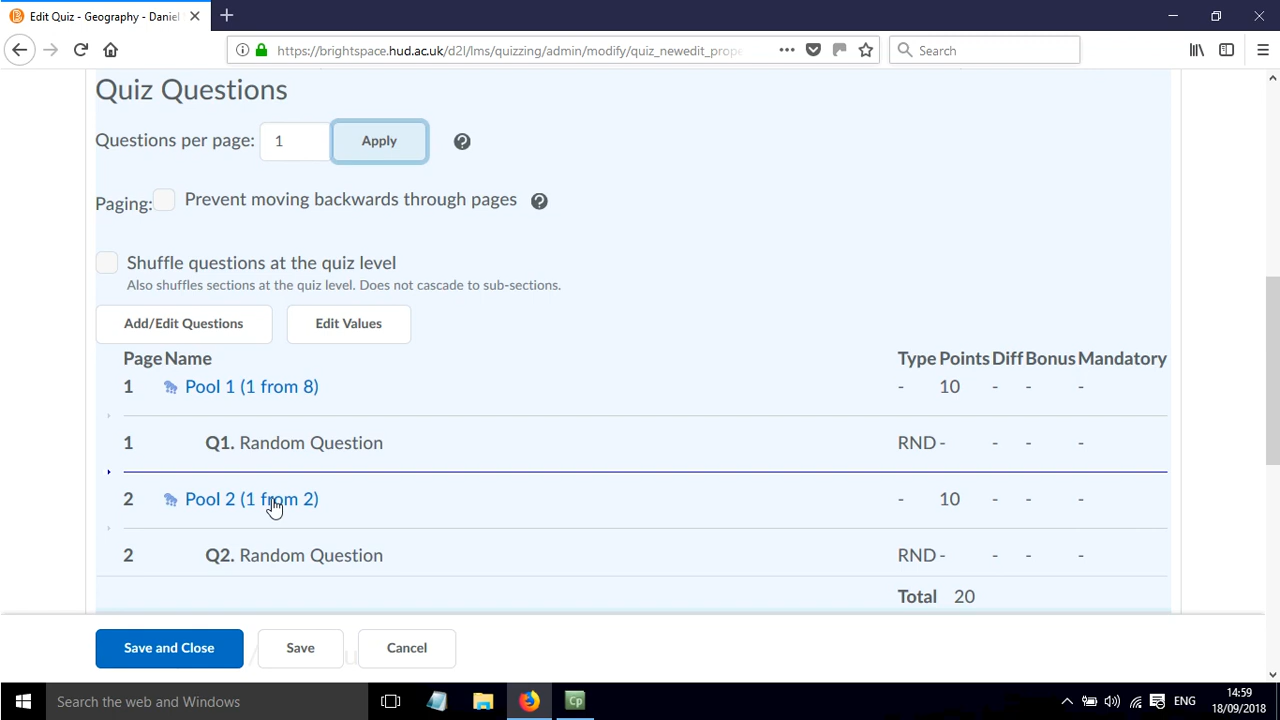 Edit Quiz - Geography - Daniel
https://brightspace.hud.ac.uk/d2l/lms/quizzing/admin/modify/quiz_newedit_prope
Search
Quiz Questions
Questions per page: 1 Apply
Paging: Prevent moving backwards through pages
Shuffle questions at the quiz level
Also shuffles sections at the quiz level. Does not cascade to sub-sections.
Add/Edit Questions Edit Values
Page Name Type Points Diff Bonus Mandatory
1 Pool 1 (1 from 8) - 10 - - -
1 Q1. Random Question RND - - - -
2 Pool 2 (1 from 2) - 10 - - -
2 Q2. Random Question RND - - - -
Total 20
Save and Close Save Cancel
Search the web and Windows
Cp
ENG
14:59
18/09/2018